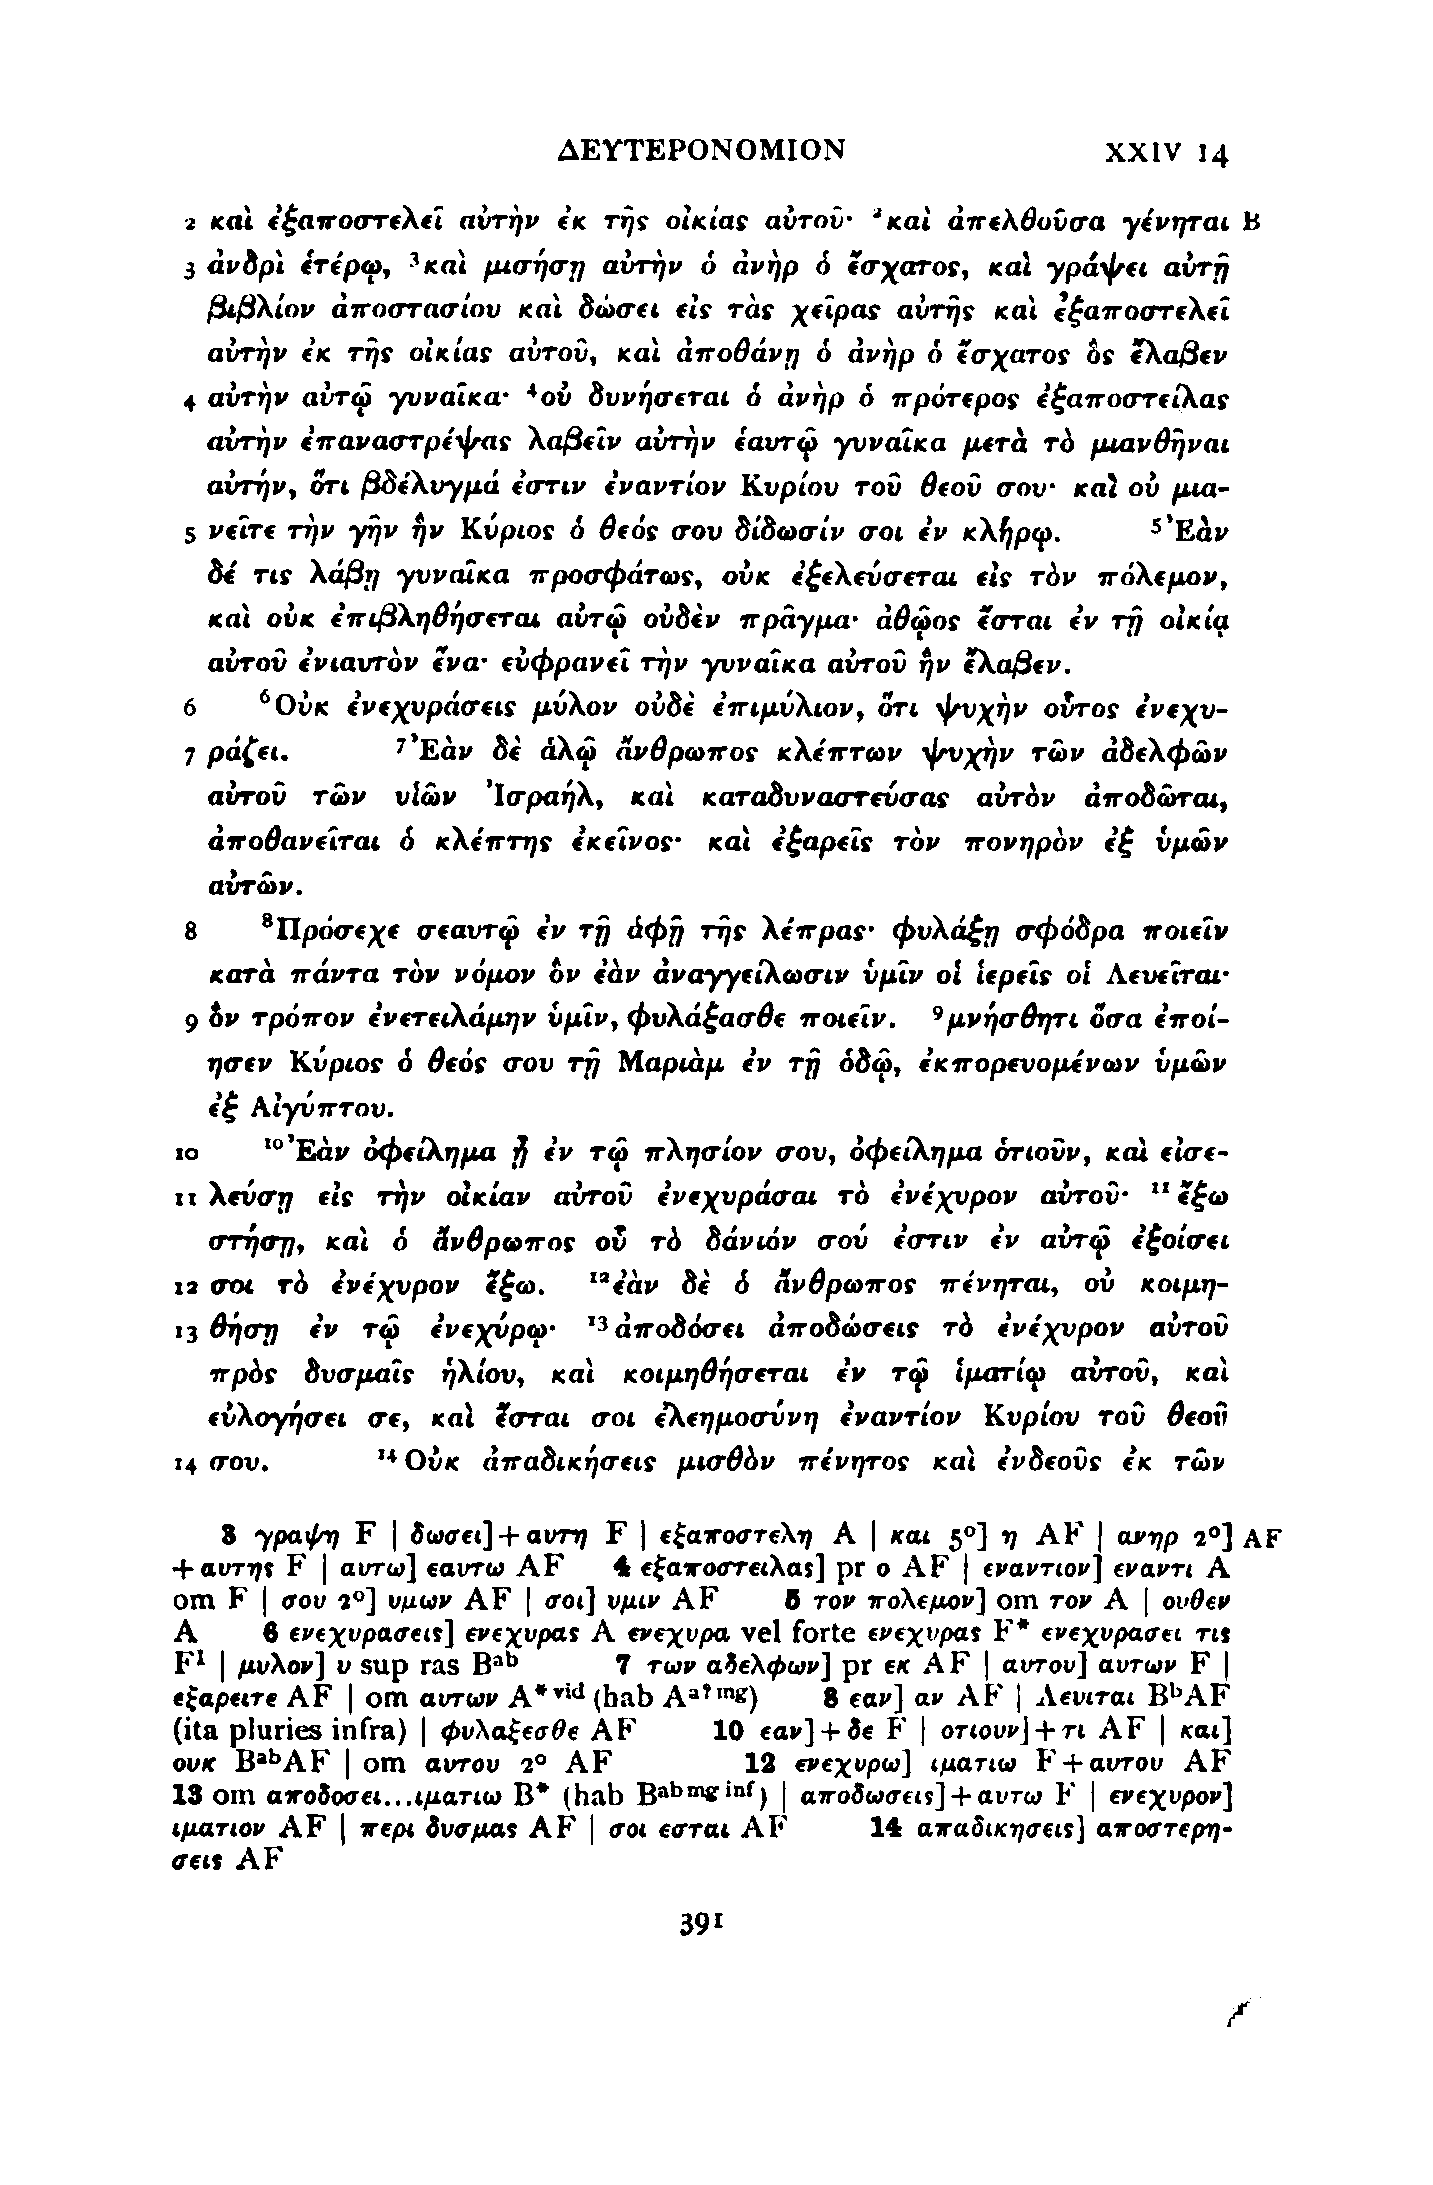 ΔΕΥΤΕΡΟΝΟΜΙΟΝ XXIV 14
2 καὶ ἐξαποστελεῖ αὐτὴν ἐκ τῆς οἰκίας αὐτοῦ· ²καὶ ἀπελθοῦσα γένηται B
3 ἀνδρὶ ἑτέρῳ, ³καὶ μισήσῃ αὐτὴν ὁ ἀνὴρ ὁ ἔσχατος, καὶ γράψει αὐτῇ
βιβλίον ἀποστασίου καὶ δώσει εἰς τὰς χεῖρας αὐτῆς καὶ ἐξαποστελεῖ
αὐτὴν ἐκ τῆς οἰκίας αὐτοῦ, καὶ ἀποθάνῃ ὁ ἀνὴρ ὁ ἔσχατος ὃς ἔλαβεν
4 αὐτὴν αὑτῷ γυναῖκα· ⁴οὐ δυνήσεται ὁ ἀνὴρ ὁ πρότερος ἐξαποστείλας
αὐτὴν ἐπαναστρέψας λαβεῖν αὐτὴν ἑαυτῷ γυναῖκα μετὰ τὸ μιανθῆναι
αὐτήν, ὅτι βδέλυγμά ἐστιν ἐναντίον Κυρίου τοῦ θεοῦ σου· καὶ οὐ μια-
5 νεῖτε τὴν γῆν ἣν Κύριος ὁ θεός σου δίδωσίν σοι ἐν κλήρῳ. ⁵Ἐὰν
δέ τις λάβῃ γυναῖκα προσφάτως, οὐκ ἐξελεύσεται εἰς τὸν πόλεμον,
καὶ οὐκ ἐπιβληθήσεται αὐτῷ οὐδὲν πρᾶγμα· ἀθῷος ἔσται ἐν τῇ οἰκίᾳ
αὐτοῦ ἐνιαυτὸν ἕνα· εὐφρανεῖ τὴν γυναῖκα αὐτοῦ ἣν ἔλαβεν.
6 ⁶Οὐκ ἐνεχυράσεις μύλον οὐδὲ ἐπιμύλιον, ὅτι ψυχὴν οὗτος ἐνεχυ-
7 ράζει. ⁷Ἐὰν δὲ ἁλῷ ἄνθρωπος κλέπτων ψυχὴν τῶν ἀδελφῶν
αὐτοῦ τῶν υἱῶν Ἰσραήλ, καὶ καταδυναστεύσας αὐτὸν ἀποδῶται,
ἀποθανεῖται ὁ κλέπτης ἐκεῖνος· καὶ ἐξαρεῖς τὸν πονηρὸν ἐξ ὑμῶν
αὐτῶν.
8 ⁸Πρόσεχε σεαυτῷ ἐν τῇ ἁφῇ τῆς λέπρας· φυλάξῃ σφόδρα ποιεῖν
κατὰ πάντα τὸν νόμον ὃν ἐὰν ἀναγγείλωσιν ὑμῖν οἱ ἱερεῖς οἱ Λευεῖται·
9 ὃν τρόπον ἐνετειλάμην ὑμῖν, φυλάξασθε ποιεῖν. ⁹μνήσθητι ὅσα ἐποί-
ησεν Κύριος ὁ θεός σου τῇ Μαριὰμ ἐν τῇ ὁδῷ, ἐκπορευομένων ὑμῶν
ἐξ Αἰγύπτου.
10 ¹⁰Ἐὰν ὀφείλημα ᾖ ἐν τῷ πλησίον σου, ὀφείλημα ὁτιοῦν, καὶ εἰσε-
11 λεύσῃ εἰς τὴν οἰκίαν αὐτοῦ ἐνεχυράσαι τὸ ἐνέχυρον αὐτοῦ· ¹¹ἔξω
στήσῃ, καὶ ὁ ἄνθρωπος οὗ τὸ δάνιόν σού ἐστιν ἐν αὐτῷ ἐξοίσει
12 σοι τὸ ἐνέχυρον ἔξω. ¹²ἐὰν δὲ ὁ ἄνθρωπος πένηται, οὐ κοιμη-
13 θήσῃ ἐν τῷ ἐνεχύρῳ· ¹³ἀποδόσει ἀποδώσεις τὸ ἐνέχυρον αὐτοῦ
πρὸς δυσμαῖς ἡλίου, καὶ κοιμηθήσεται ἐν τῷ ἱματίῳ αὐτοῦ, καὶ
εὐλογήσει σε, καὶ ἔσται σοι ἐλεημοσύνη ἐναντίον Κυρίου τοῦ θεοῦ
14 σου. ¹⁴Οὐκ ἀπαδικήσεις μισθὸν πένητος καὶ ἐνδεοῦς ἐκ τῶν
3 γραψη F | δωσει]+αυτη F | εξαποστελη A | και 5°] η AF | ανηρ 2°] AF
+αυτης F | αυτω] εαυτω AF 4 εξαποστειλας] pr ο AF | εναντιον] εναντι A
om F | σου 2°] υμων AF | σοι] υμιν AF 5 τον πολεμον] om τον A | ουθεν
A 6 ενεχυρασεις] ενεχυρας A ενεχυρα vel forte ενεχυρας F* ενεχυρασει τις
F¹ | μυλον] υ sup ras Bᵃᵇ 7 των αδελφων] pr εκ AF | αυτου] αυτων F |
εξαρειτε AF | om αυτων A*ᵛⁱᵈ (hab Aᵃ?ᵐᵍ) 8 εαν] αν AF | Λευιται BᵇAF
(ita pluries infra) | φυλαξεσθε AF 10 εαν]+δε F | οτιουν]+τι AF | και]
ουκ BᵃᵇAF | om αυτου 2° AF 12 ενεχυρω] ιματιω F+αυτου AF
13 om αποδοσει...ιματιω B* (hab Bᵃᵇᵐᵍⁱⁿᶠ) | αποδωσεις]+αυτω F | ενεχυρον]
ιματιον AF | περι δυσμας AF | σοι εσται AF 14 απαδικησεις] αποστερη-
σεις AF
391